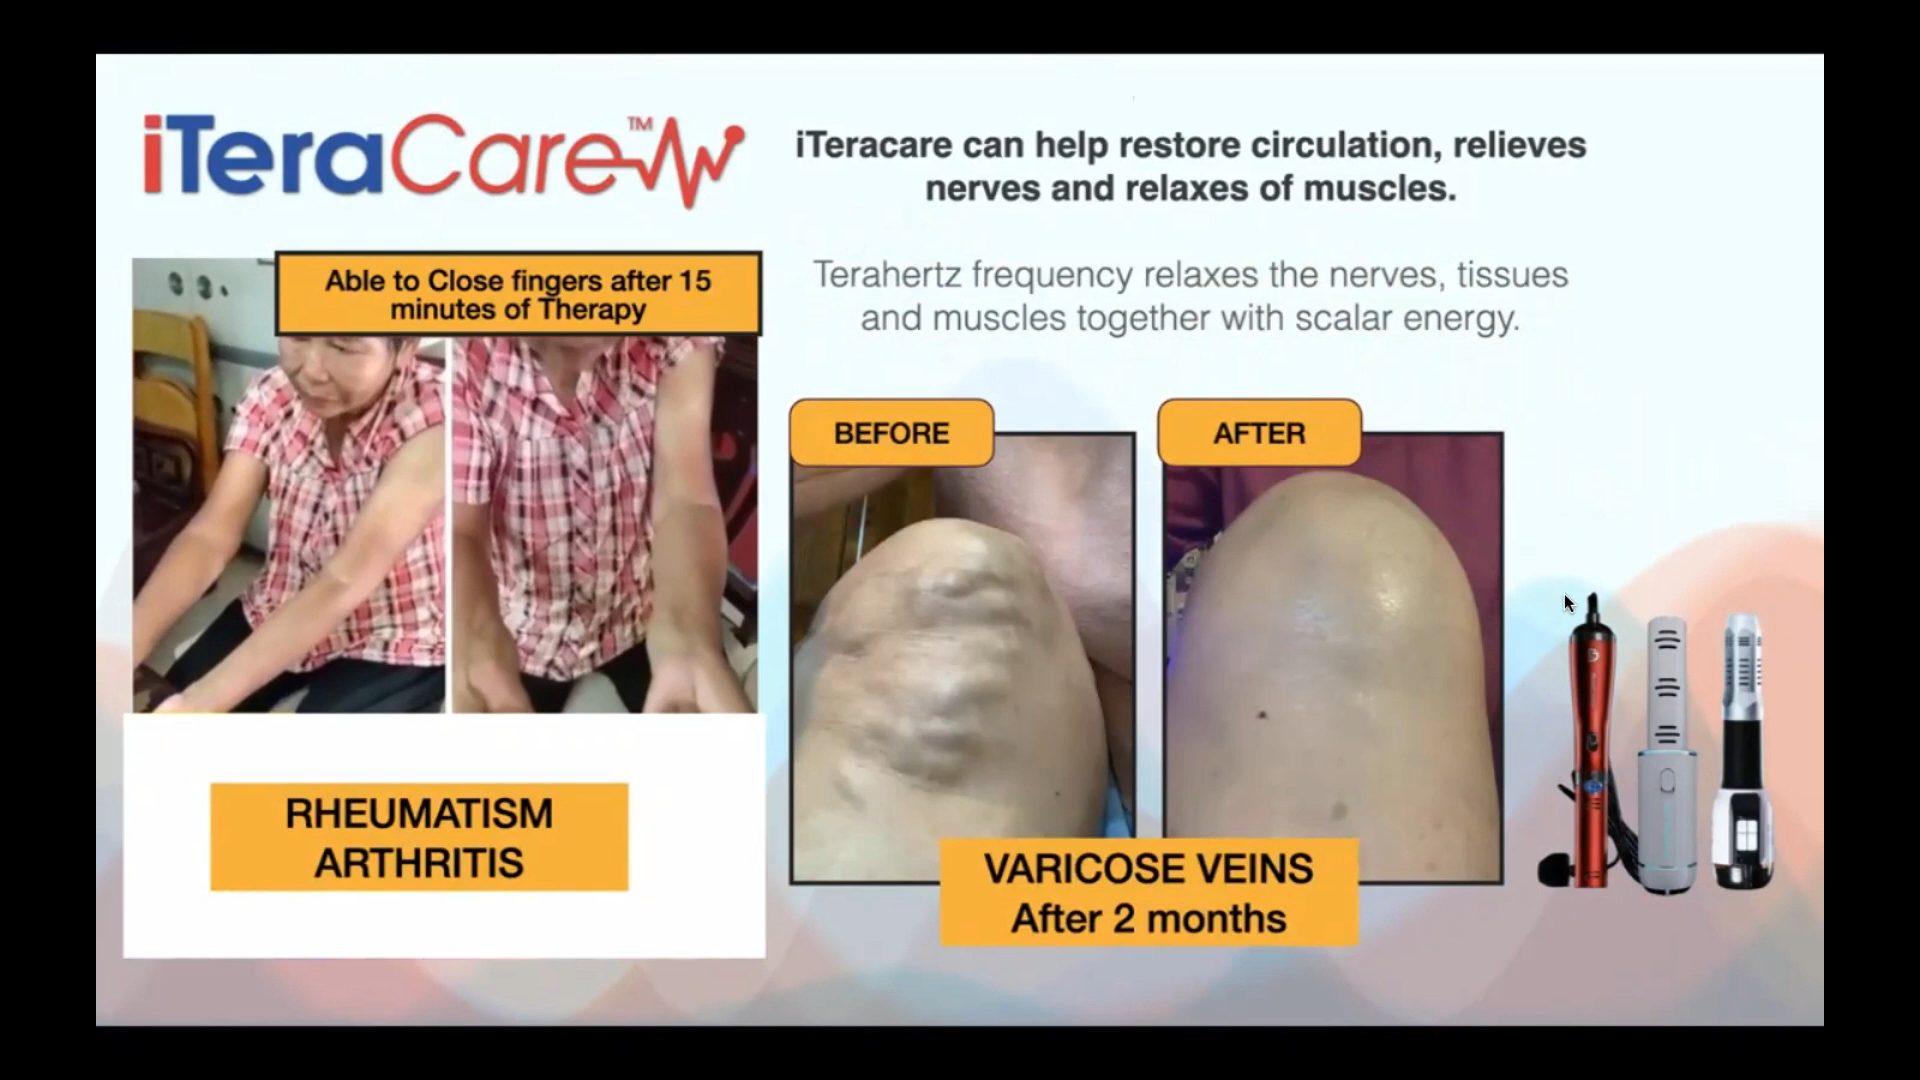 iTeraCare™
iTeracare can help restore circulation, relieves
nerves and relaxes of muscles.
Terahertz frequency relaxes the nerves, tissues
and muscles together with scalar energy.
Able to Close fingers after 15
minutes of Therapy
RHEUMATISM
ARTHRITIS
BEFORE
AFTER
VARICOSE VEINS
After 2 months